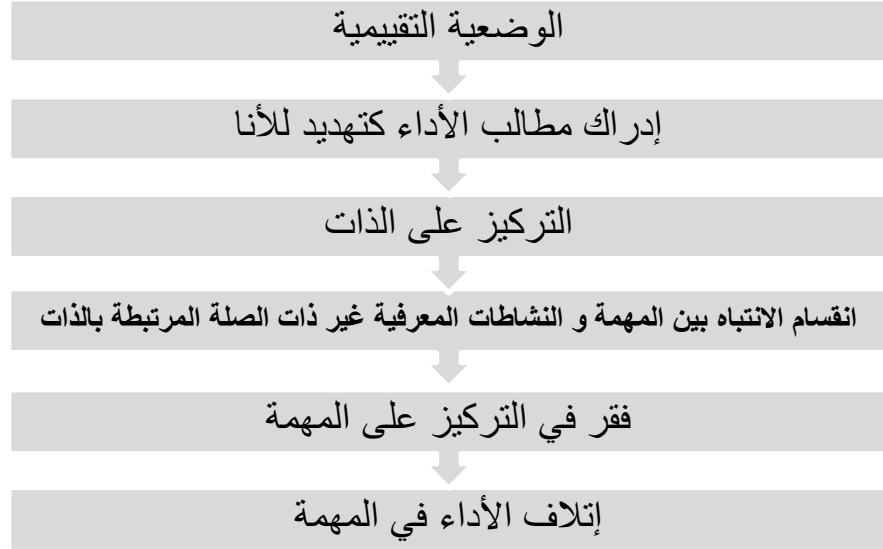 الوضعية التقييمية
إدراك مطالب الأداء كتهديد للأنا
التركيز على الذات
انقسام الانتباه بين المهمة و النشاطات المعرفية غير ذات الصلة المرتبطة بالذات
فقر في التركيز على المهمة
إتلاف الأداء في المهمة